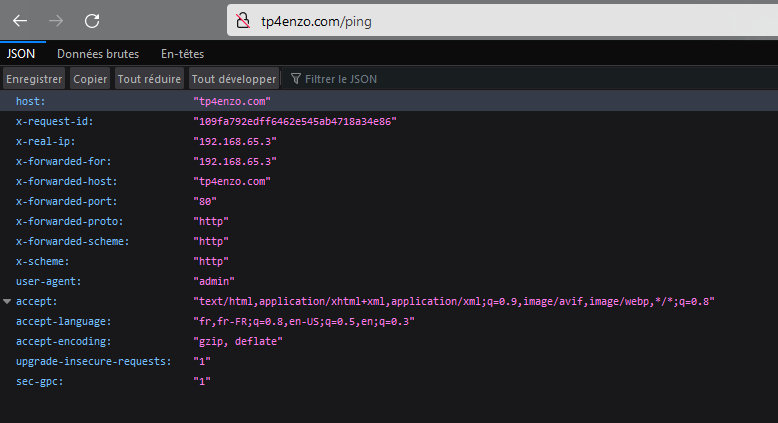 tp4enzo.com/ping
JSON Données brutes En-têtes
Enregistrer Copier Tout réduire Tout développer Filtrer le JSON
host: "tp4enzo.com"
x-request-id: "109fa792edff6462e545ab4718a34e86"
x-real-ip: "192.168.65.3"
x-forwarded-for: "192.168.65.3"
x-forwarded-host: "tp4enzo.com"
x-forwarded-port: "80"
x-forwarded-proto: "http"
x-forwarded-scheme: "http"
x-scheme: "http"
user-agent: "admin"
accept: "text/html,application/xhtml+xml,application/xml;q=0.9,image/avif,image/webp,*/*;q=0.8"
accept-language: "fr,fr-FR;q=0.8,en-US;q=0.5,en;q=0.3"
accept-encoding: "gzip, deflate"
upgrade-insecure-requests: "1"
sec-gpc: "1"